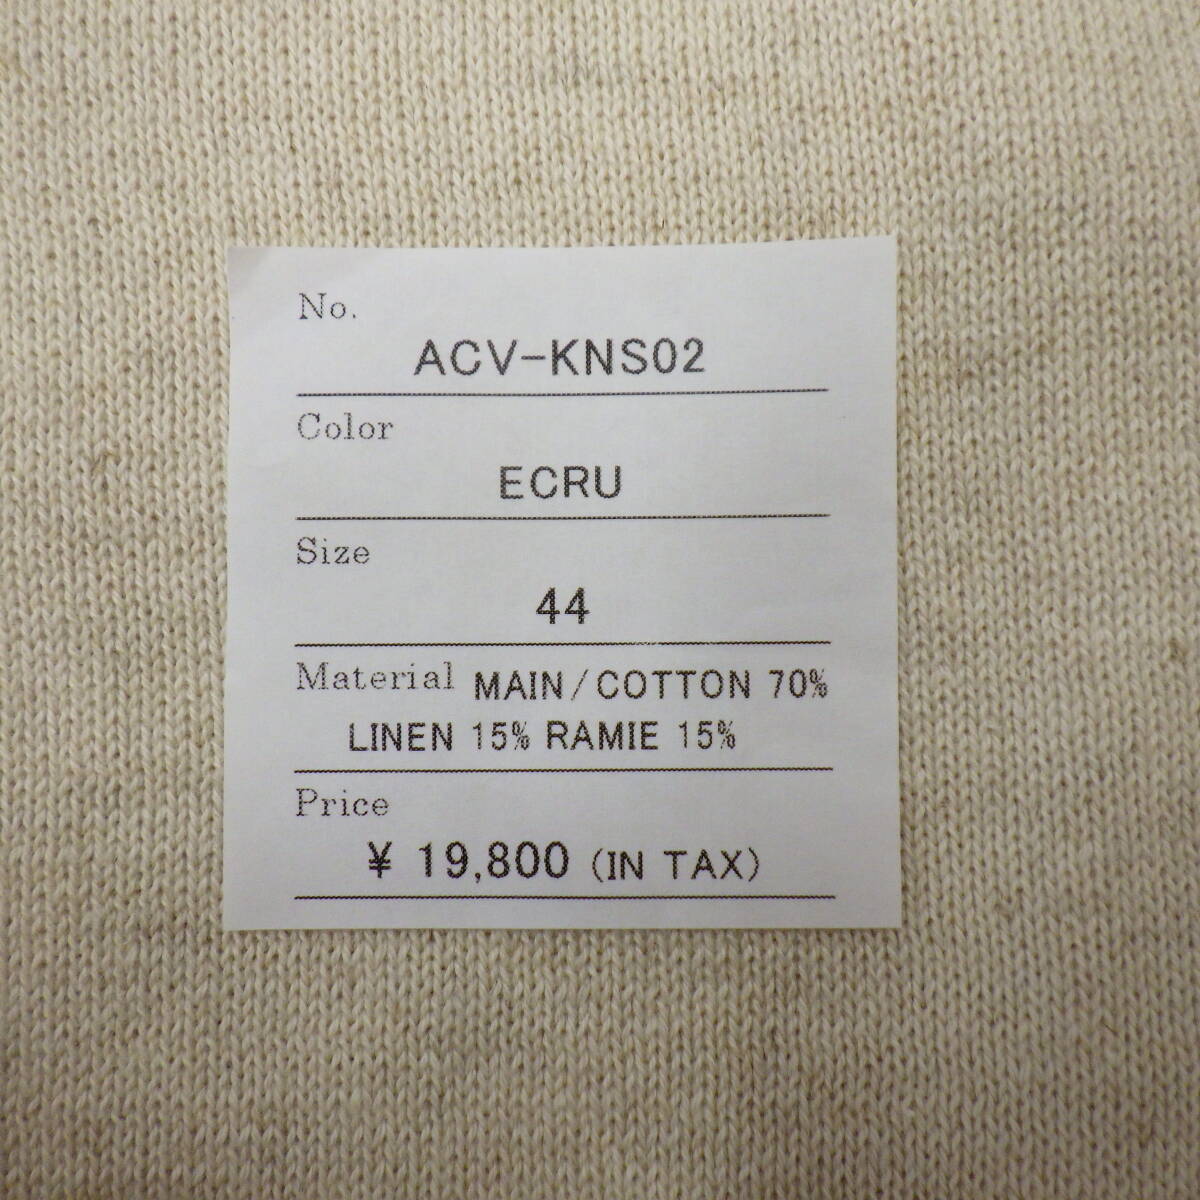 No.
ACV-KNS02
Color
ECRU
Size
44
Material MAIN/COTTON 70%
LINEN 15% RAMIE 15%
Price
¥ 19,800 (IN TAX)